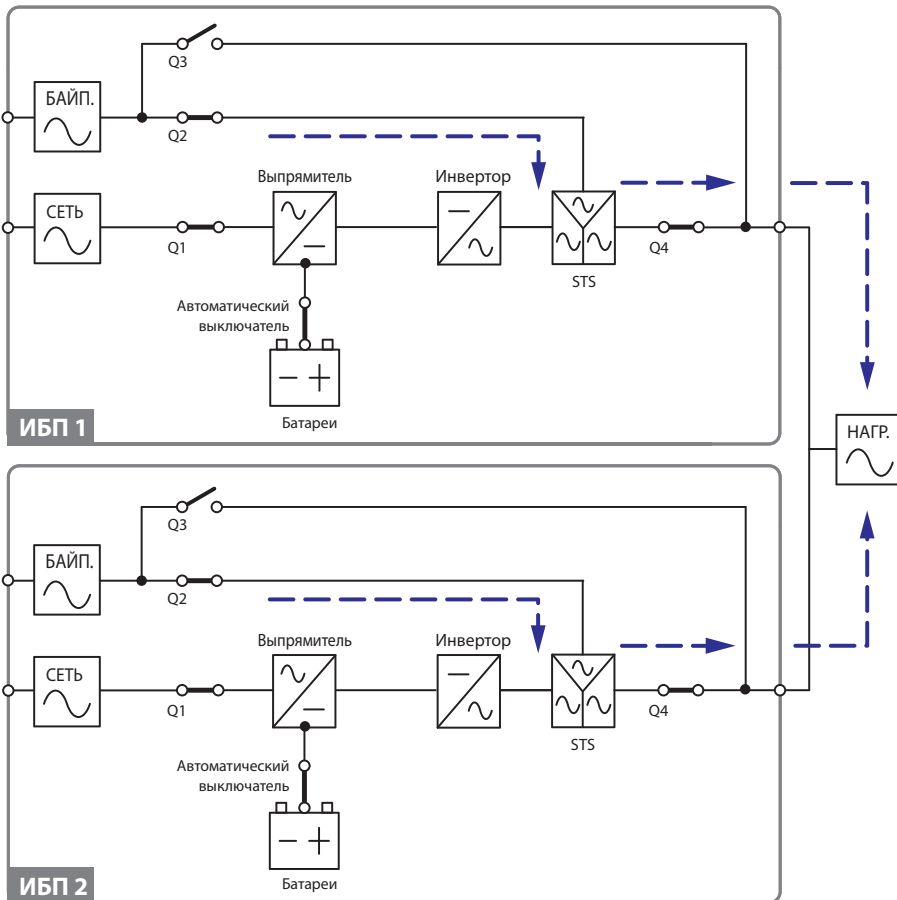 Q3
БАЙП.
Q2
Выпрямитель
Инвертор
СЕТЬ
Q1
Q4
STS
Автоматический
выключатель
Батареи
ИБП 1
НАГР.
Q3
БАЙП.
Q2
Выпрямитель
Инвертор
СЕТЬ
Q1
Q4
STS
Автоматический
выключатель
Батареи
ИБП 2